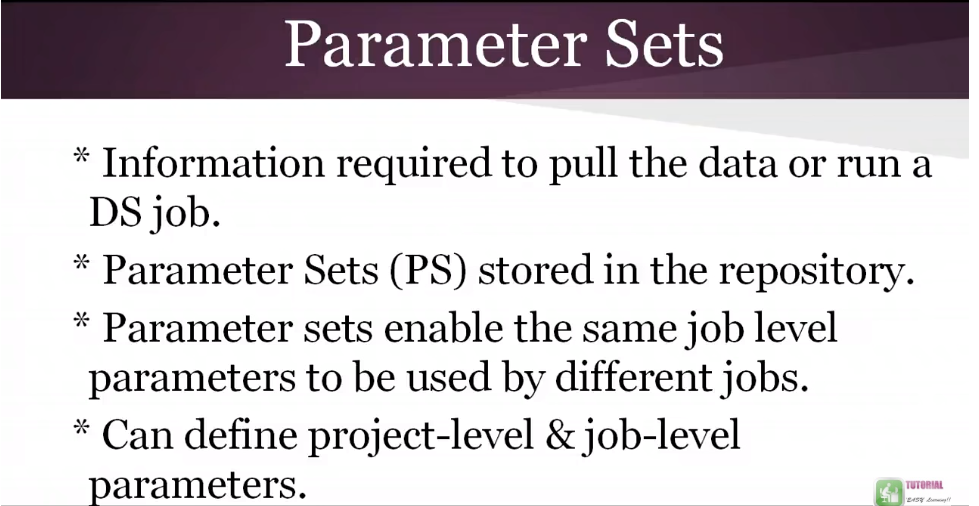 Parameter Sets
* Information required to pull the data or run a
DS job.
* Parameter Sets (PS) stored in the repository.
* Parameter sets enable the same job level
parameters to be used by different jobs.
* Can define project-level & job-level
parameters.
TUTORIAL
EASY Learning!!